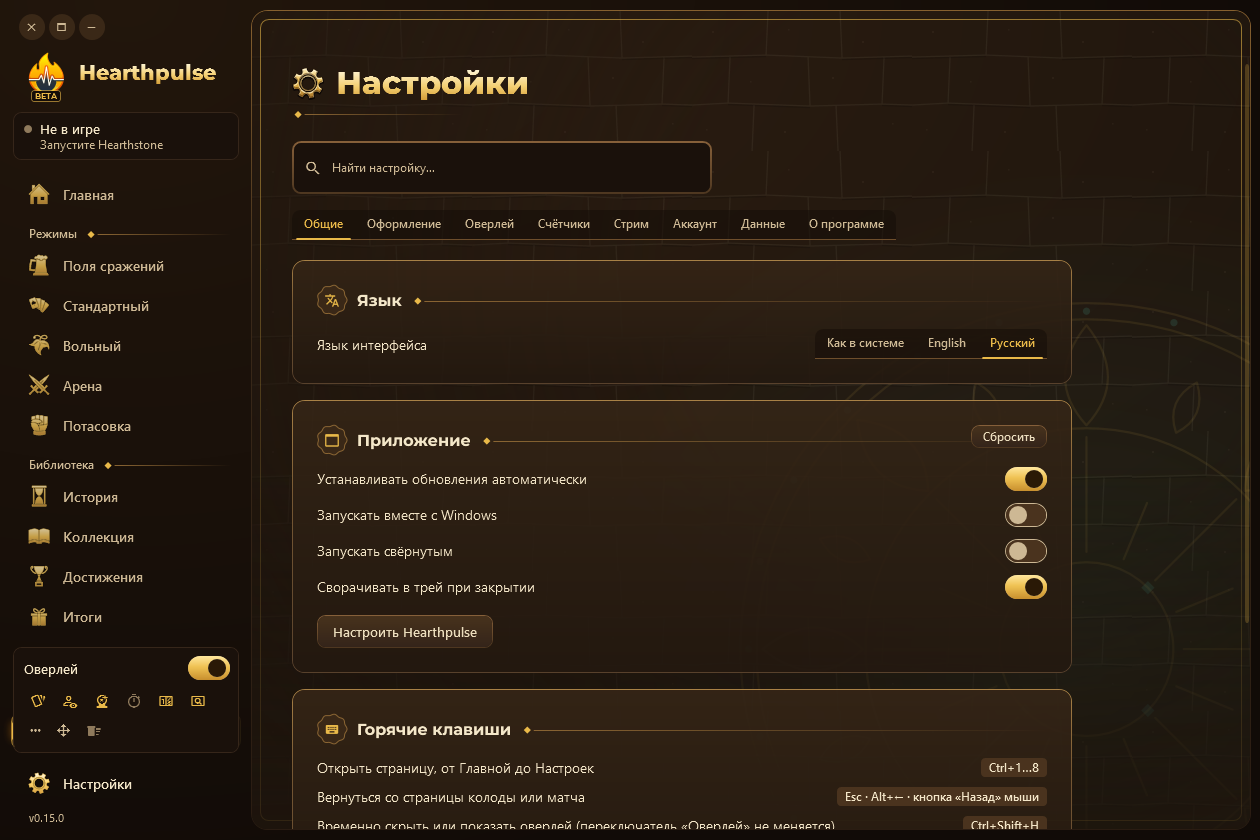 Hearthpulse
BETA
Не в игре
Запустите Hearthstone
Главная
Режимы
Поля сражений
Стандартный
Вольный
Арена
Потасовка
Библиотека
История
Коллекция
Достижения
Итоги
Оверлей
Настройки
v0.15.0
Настройки
Найти настройку...
Общие Оформление Оверлей Счётчики Стрим Аккаунт Данные О программе
Язык
Язык интерфейса
Как в системе English Русский
Приложение
Сбросить
Устанавливать обновления автоматически
Запускать вместе с Windows
Запускать свёрнутым
Сворачивать в трей при закрытии
Настроить Hearthpulse
Горячие клавиши
Открыть страницу, от Главной до Настроек Ctrl+1…8
Вернуться со страницы колоды или матча Esc · Alt+← · кнопка «Назад» мыши
Временно скрыть или показать оверлей (переключатель «Оверлей» не меняется) Ctrl+Shift+H